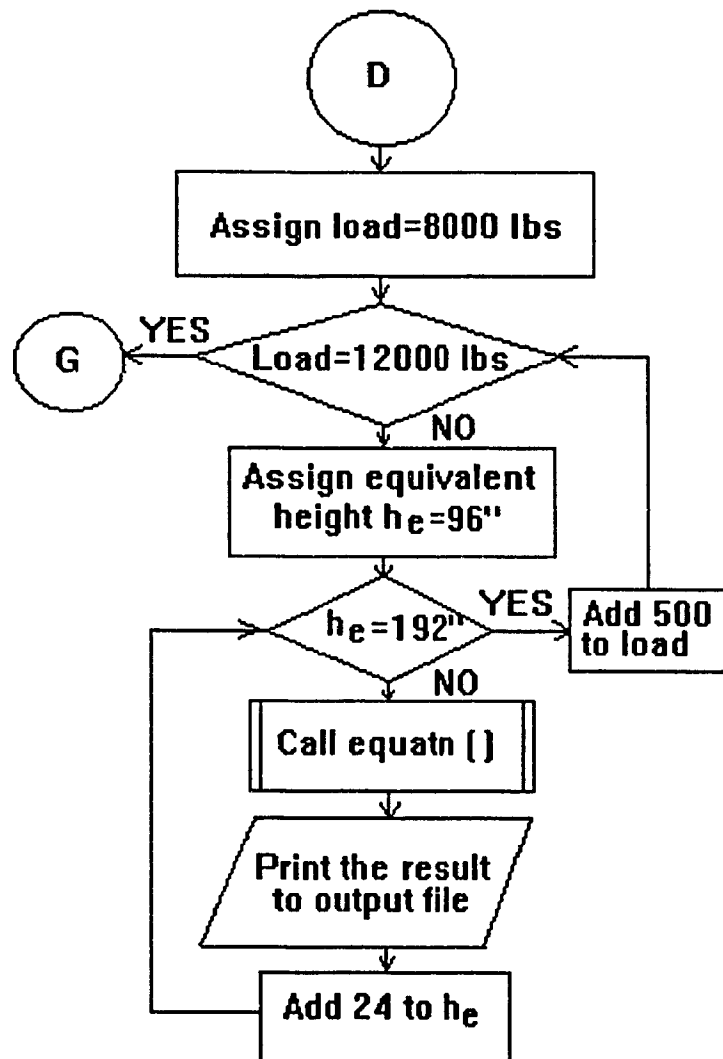 D
Assign load=8000 lbs
YES
G
Load=12000 lbs
NO
Assign equivalent
height he=96"
he=192"
YES
Add 500
to load
NO
Call equatn ( )
Print the result
to output file
Add 24 to he